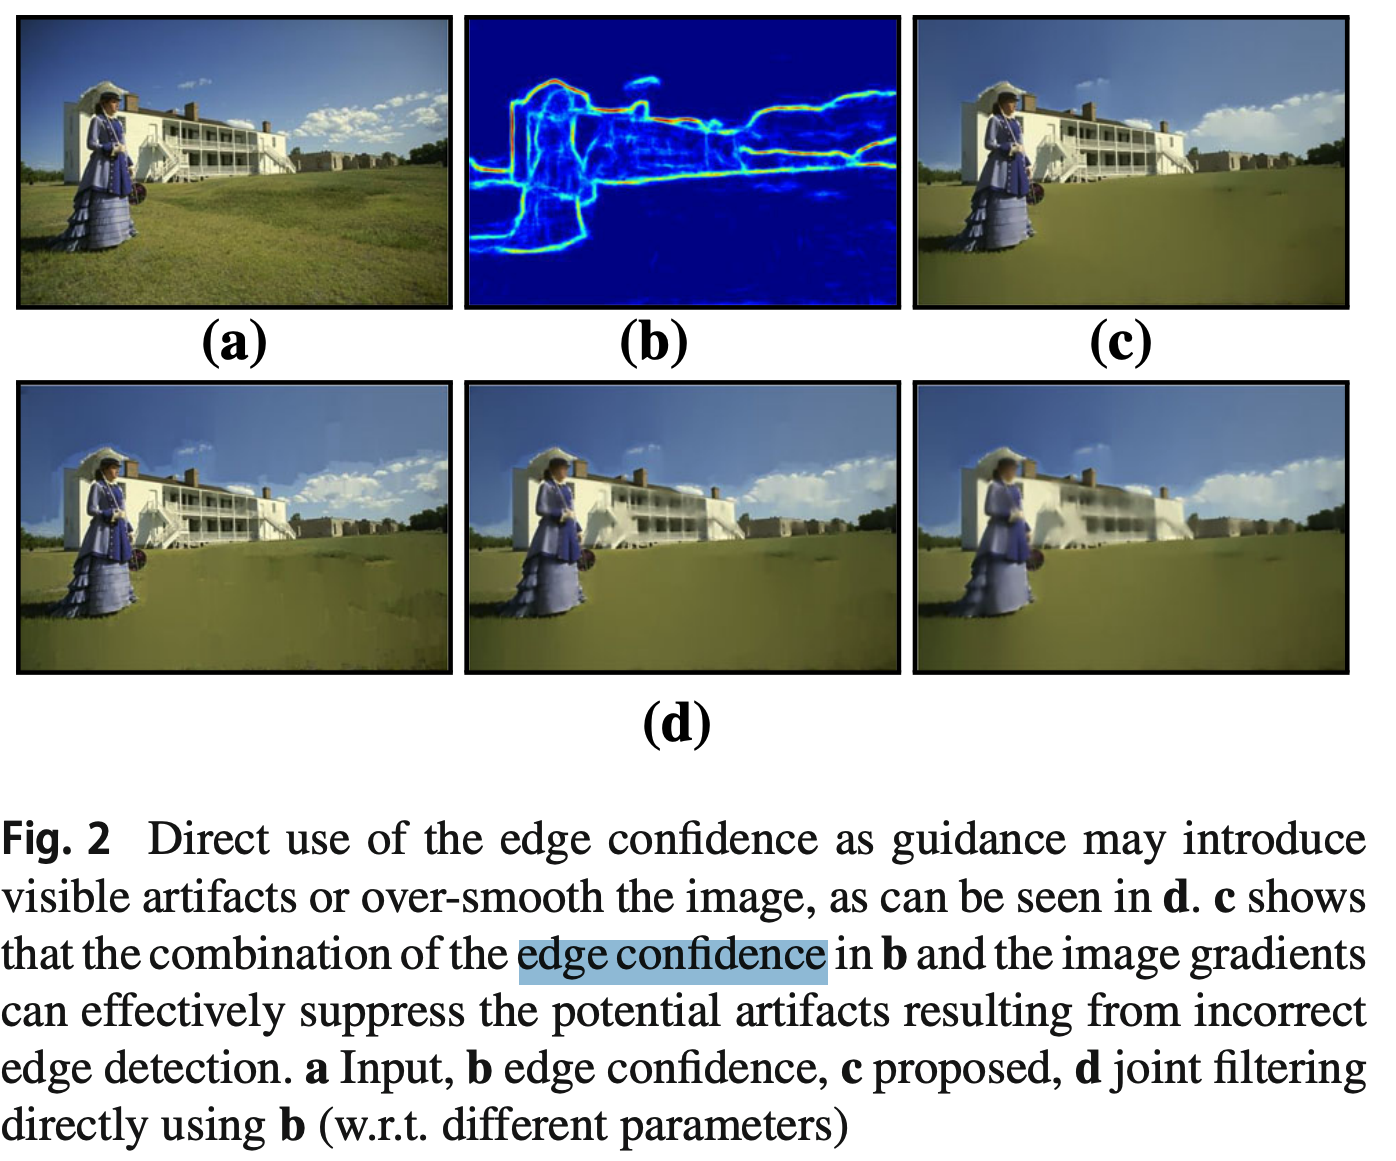 (a) (b) (c)
(d)
Fig. 2 Direct use of the edge confidence as guidance may introduce
visible artifacts or over-smooth the image, as can be seen in d. c shows
that the combination of the edge confidence in b and the image gradients
can effectively suppress the potential artifacts resulting from incorrect
edge detection. a Input, b edge confidence, c proposed, d joint filtering
directly using b (w.r.t. different parameters)